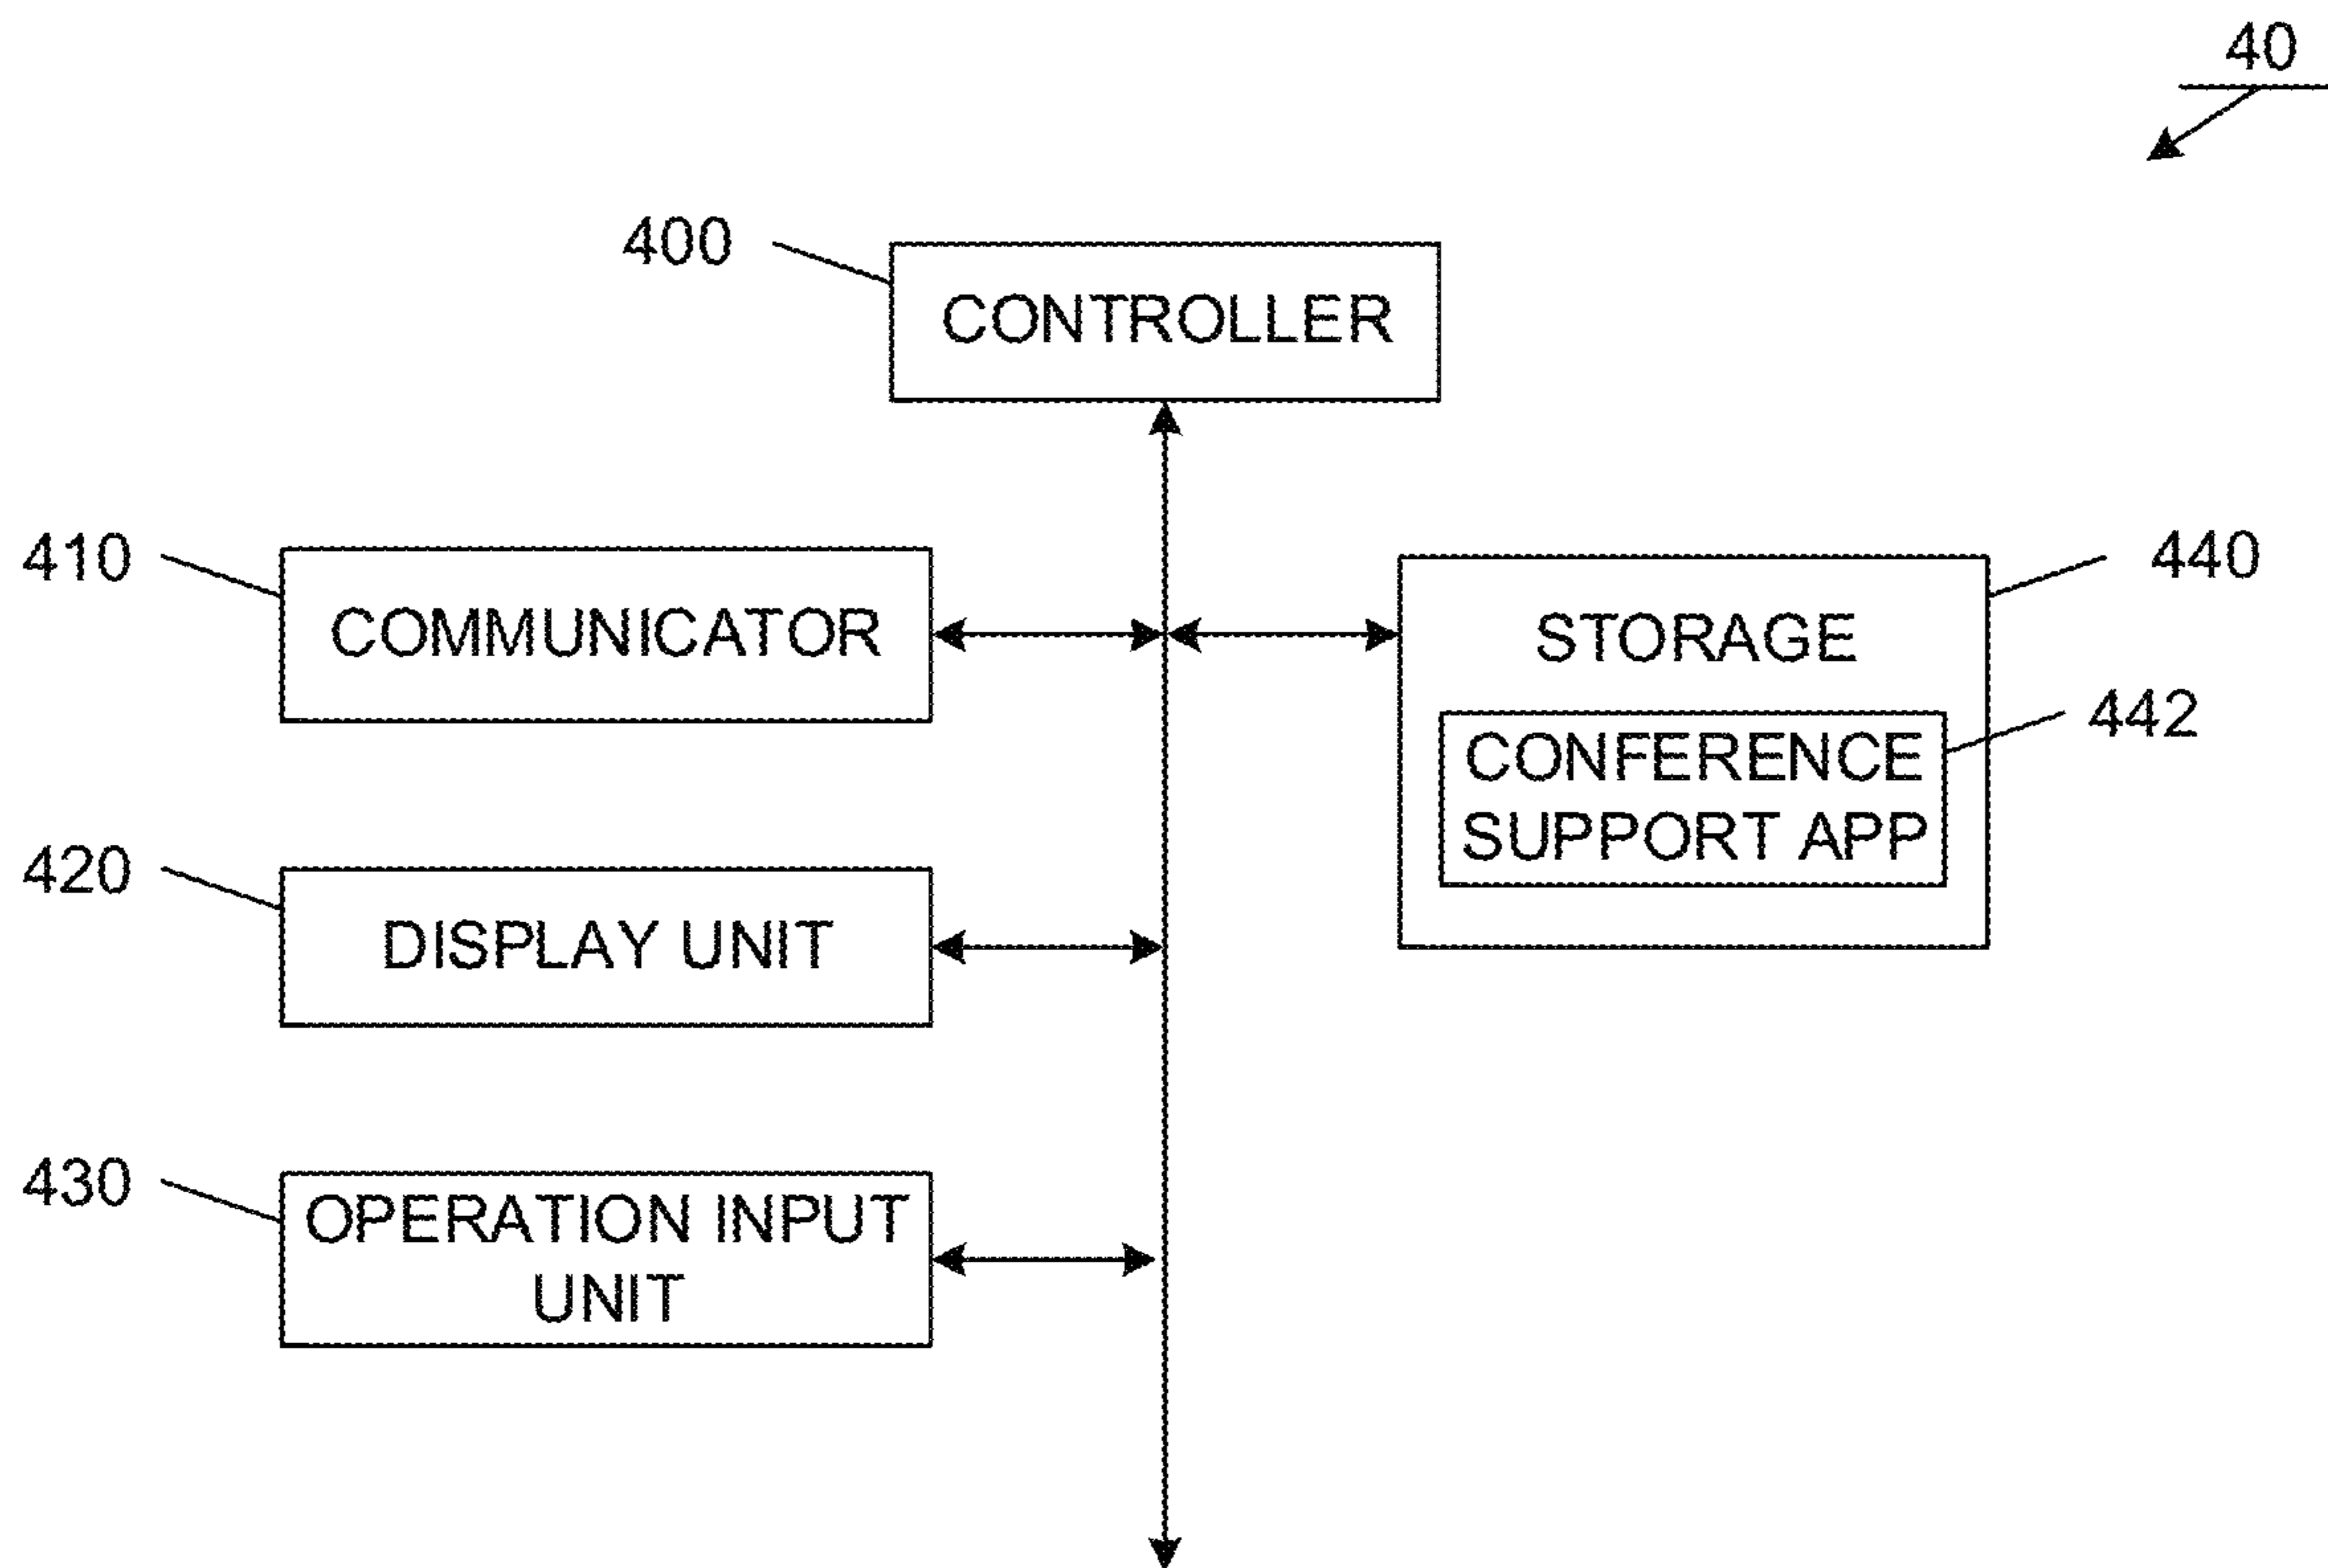 40
400
CONTROLLER
410
COMMUNICATOR
440
STORAGE
442
CONFERENCE
SUPPORT APP
420
DISPLAY UNIT
430
OPERATION INPUT
UNIT